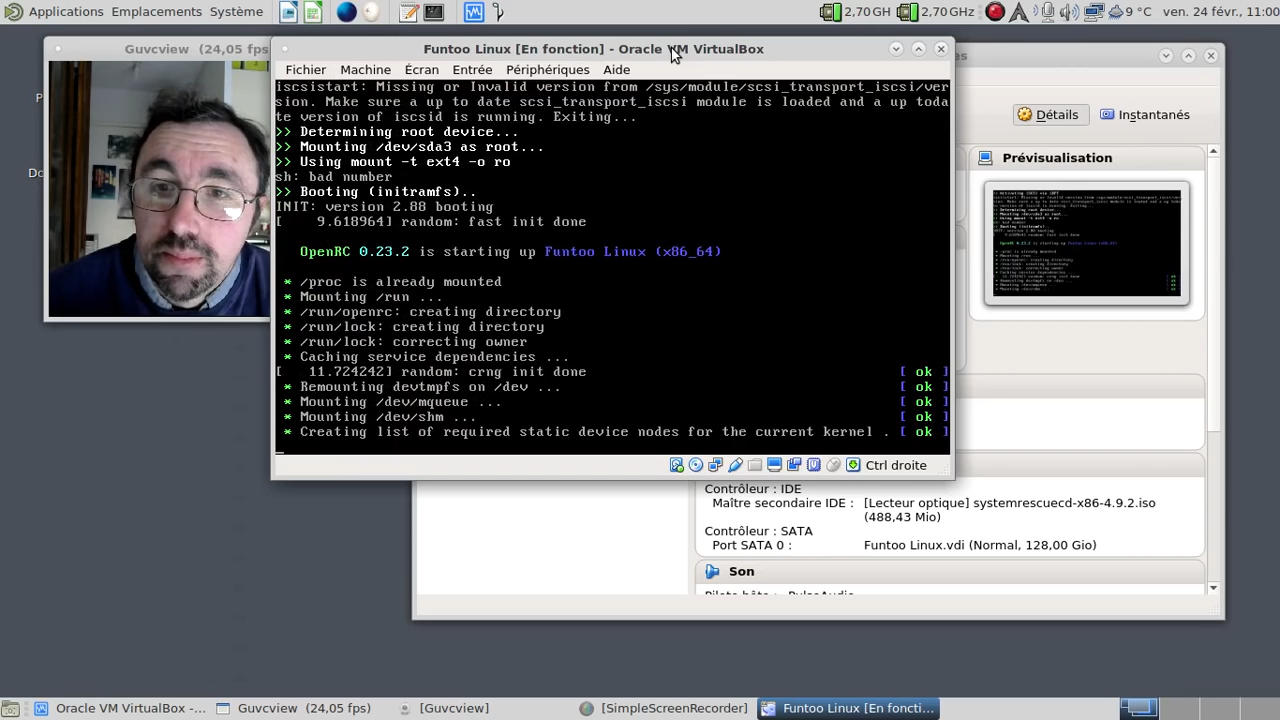 Applications Emplacements Système
2,70 GH 2,70 GHz 9 °C ven. 24 févr., 11:00
Guvcview (24,05 fps)
Funtoo Linux [En fonction] - Oracle VM VirtualBox
Fichier Machine Écran Entrée Périphériques Aide
iscsistart: Missing or Invalid version from /sys/module/scsi_transport_iscsi/ver
sion. Make sure a up to date scsi_transport_iscsi module is loaded and a up toda
te version of iscsid is running. Exiting...
>> Determining root device...
>> Mounting /dev/sda3 as root...
>> Using mount -t ext4 -o ro
sh: bad number
>> Booting (initramfs)..
INIT: version 2.88 booting
[ 9.648964] random: fast init done
OpenRC 0.23.2 is starting up Funtoo Linux (x86_64)
* /proc is already mounted
* Mounting /run ...
* /run/openrc: creating directory
* /run/lock: creating directory
* /run/lock: correcting owner
* Caching service dependencies ...
[ 11.724242] random: crng init done [ ok ]
* Remounting devtmpfs on /dev ... [ ok ]
* Mounting /dev/mqueue ... [ ok ]
* Mounting /dev/shm ... [ ok ]
* Creating list of required static device nodes for the current kernel . [ ok ]
Ctrl droite
Détails Instantanés
Prévisualisation
Contrôleur : IDE
Maître secondaire IDE : [Lecteur optique] systemrescuecd-x86-4.9.2.iso
(488,43 Mio)
Contrôleur : SATA
Port SATA 0 : Funtoo Linux.vdi (Normal, 128,00 Gio)
Son
Oracle VM VirtualBox -... Guvcview (24,05 fps) [Guvcview] [SimpleScreenRecorder] Funtoo Linux [En foncti...